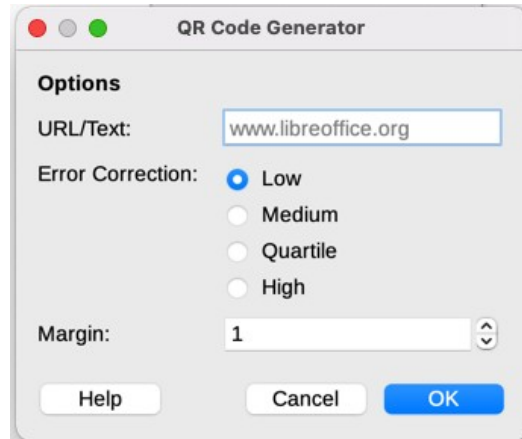 QR Code Generator
Options
URL/Text: www.libreoffice.org
Error Correction: Low
Medium
Quartile
High
Margin: 1
Help Cancel OK